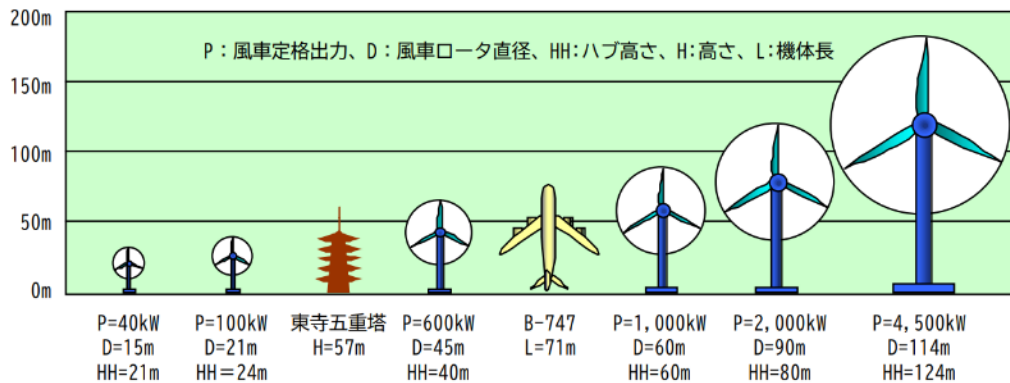 200m
P：風車定格出力、D：風車ロータ直径、HH：ハブ高さ、H：高さ、L：機体長
150m
100m
50m
0m
P=40kW
D=15m
HH=21m
P=100kW
D=21m
HH＝24m
東寺五重塔
H=57m
P=600kW
D=45m
HH=40m
B-747
L=71m
P=1,000kW
D=60m
HH=60m
P=2,000kW
D=90m
HH=80m
P=4,500kW
D=114m
HH=124m